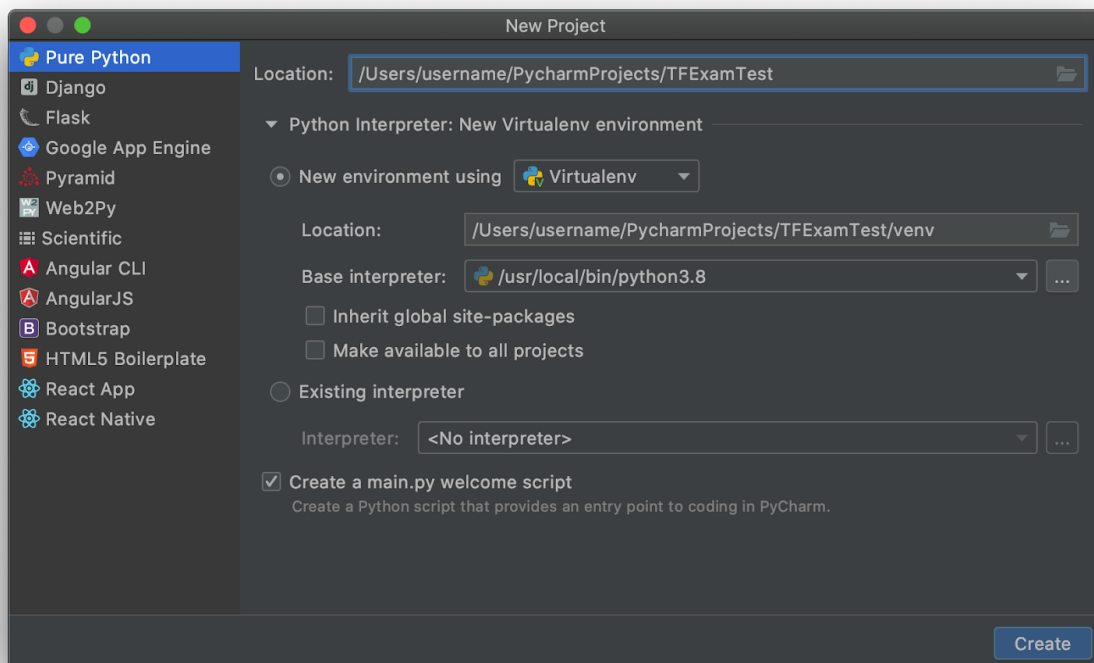 New Project
Pure Python
Django
Flask
Google App Engine
Pyramid
Web2Py
Scientific
Angular CLI
AngularJS
Bootstrap
HTML5 Boilerplate
React App
React Native
Location: /Users/username/PycharmProjects/TFExamTest
Python Interpreter: New Virtualenv environment
New environment using Virtualenv
Location: /Users/username/PycharmProjects/TFExamTest/venv
Base interpreter: /usr/local/bin/python3.8 ...
Inherit global site-packages
Make available to all projects
Existing interpreter
Interpreter: <No interpreter> ...
Create a main.py welcome script
Create a Python script that provides an entry point to coding in PyCharm.
Create